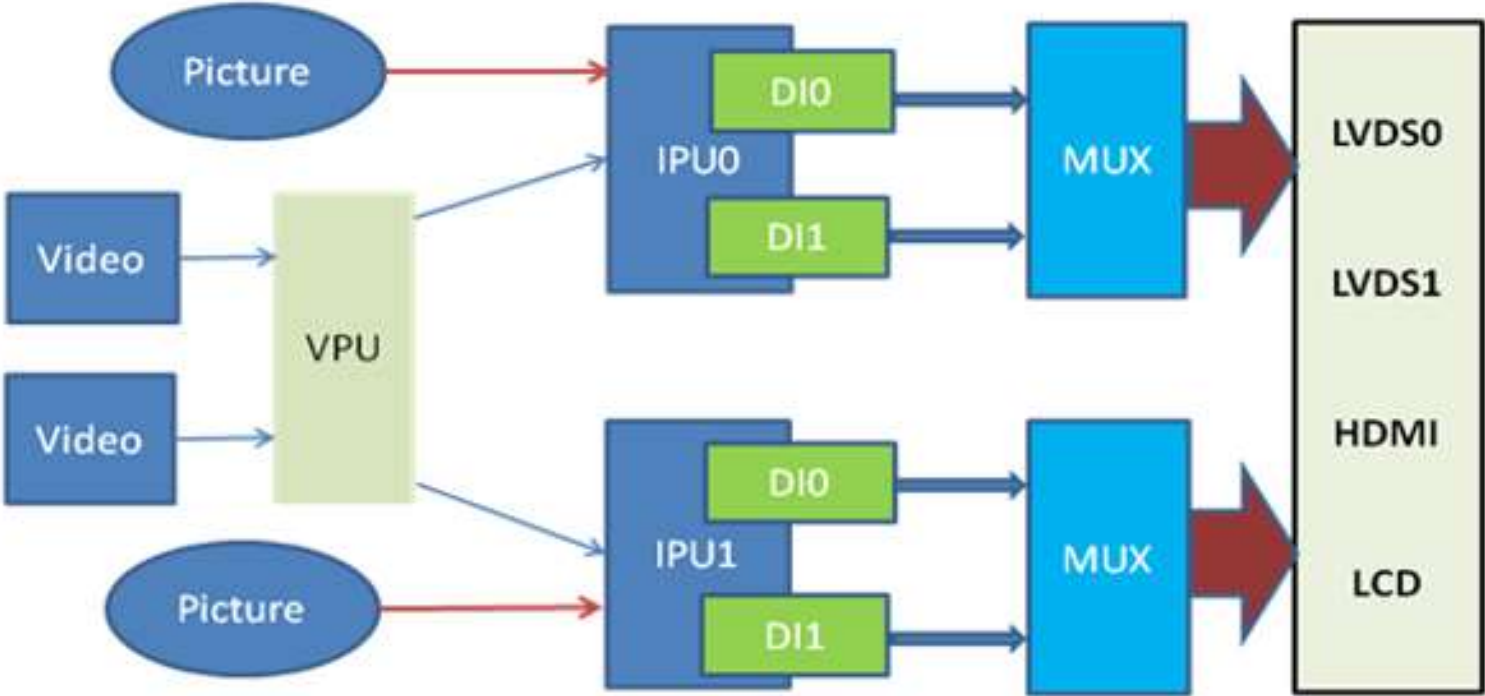 Picture
DI0
IPU0
MUX
LVDS0
DI1
Video
LVDS1
VPU
Video
HDMI
DI0
IPU1
MUX
LCD
Picture
DI1